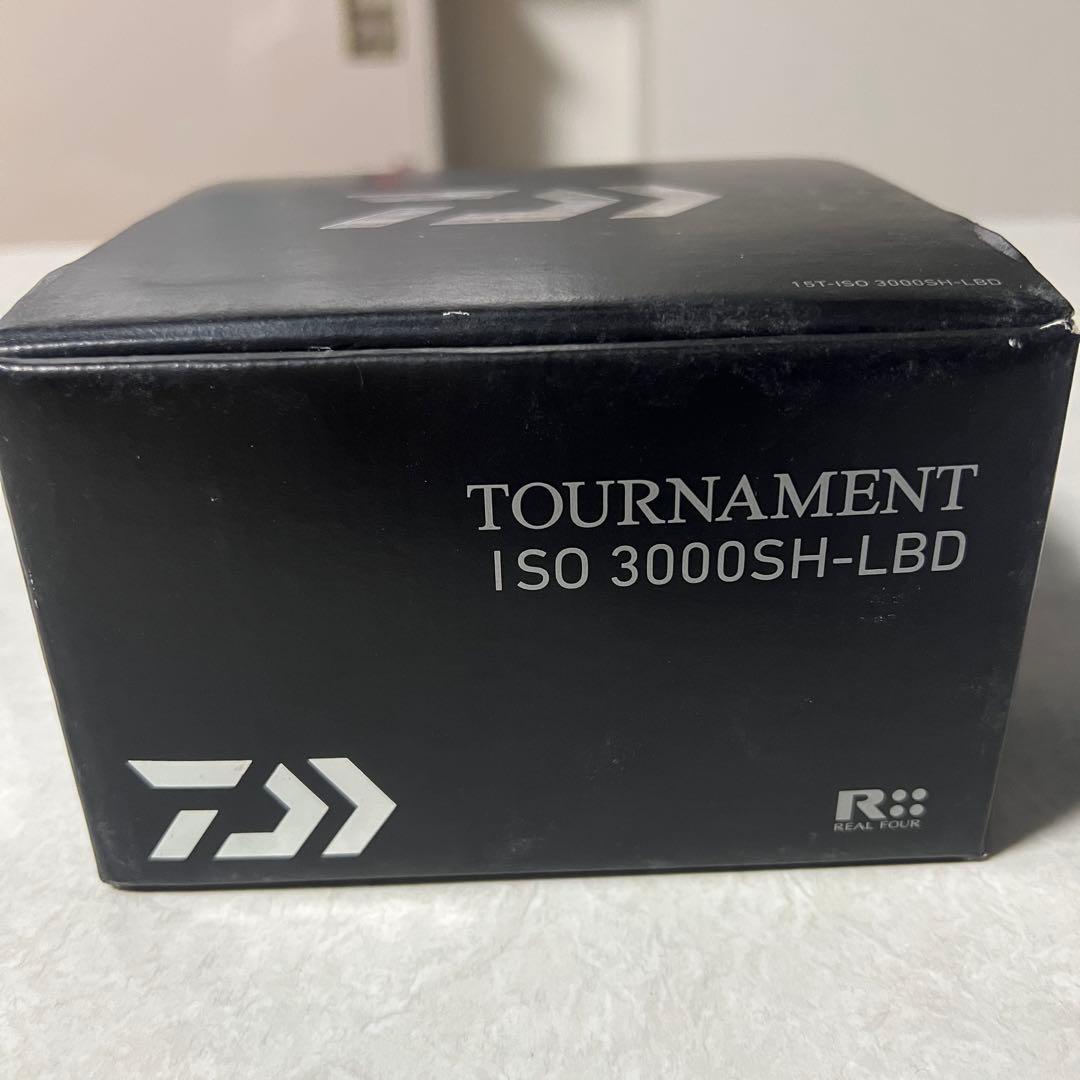 15T-ISO 3000SH-LBD
TOURNAMENT
ISO 3000SH-LBD
R
REAL FOUR